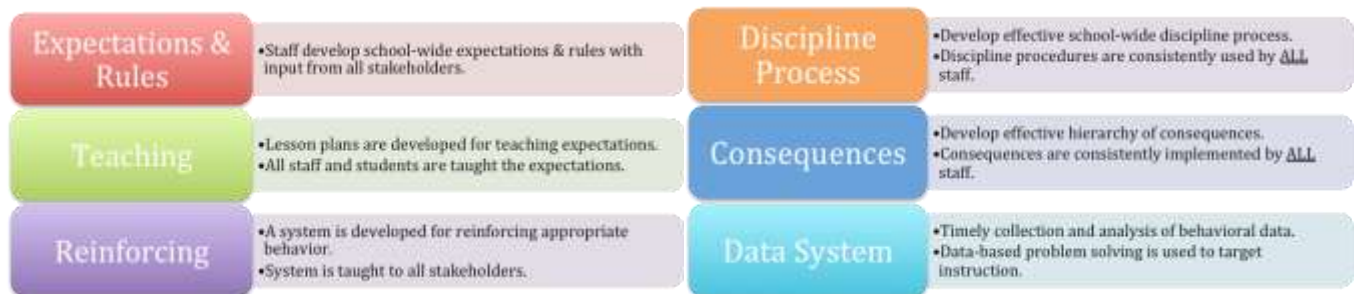 Expectations &
Rules
•Staff develop school-wide expectations & rules with
input from all stakeholders.
Teaching
•Lesson plans are developed for teaching expectations.
•All staff and students are taught the expectations.
Reinforcing
•A system is developed for reinforcing appropriate
behavior.
•System is taught to all stakeholders.
Discipline
Process
•Develop effective school-wide discipline process.
•Discipline procedures are consistently used by ALL
staff.
Consequences
•Develop effective hierarchy of consequences.
•Consequences are consistently implemented by ALL
staff.
Data System
•Timely collection and analysis of behavioral data.
•Data-based problem solving is used to target
instruction.